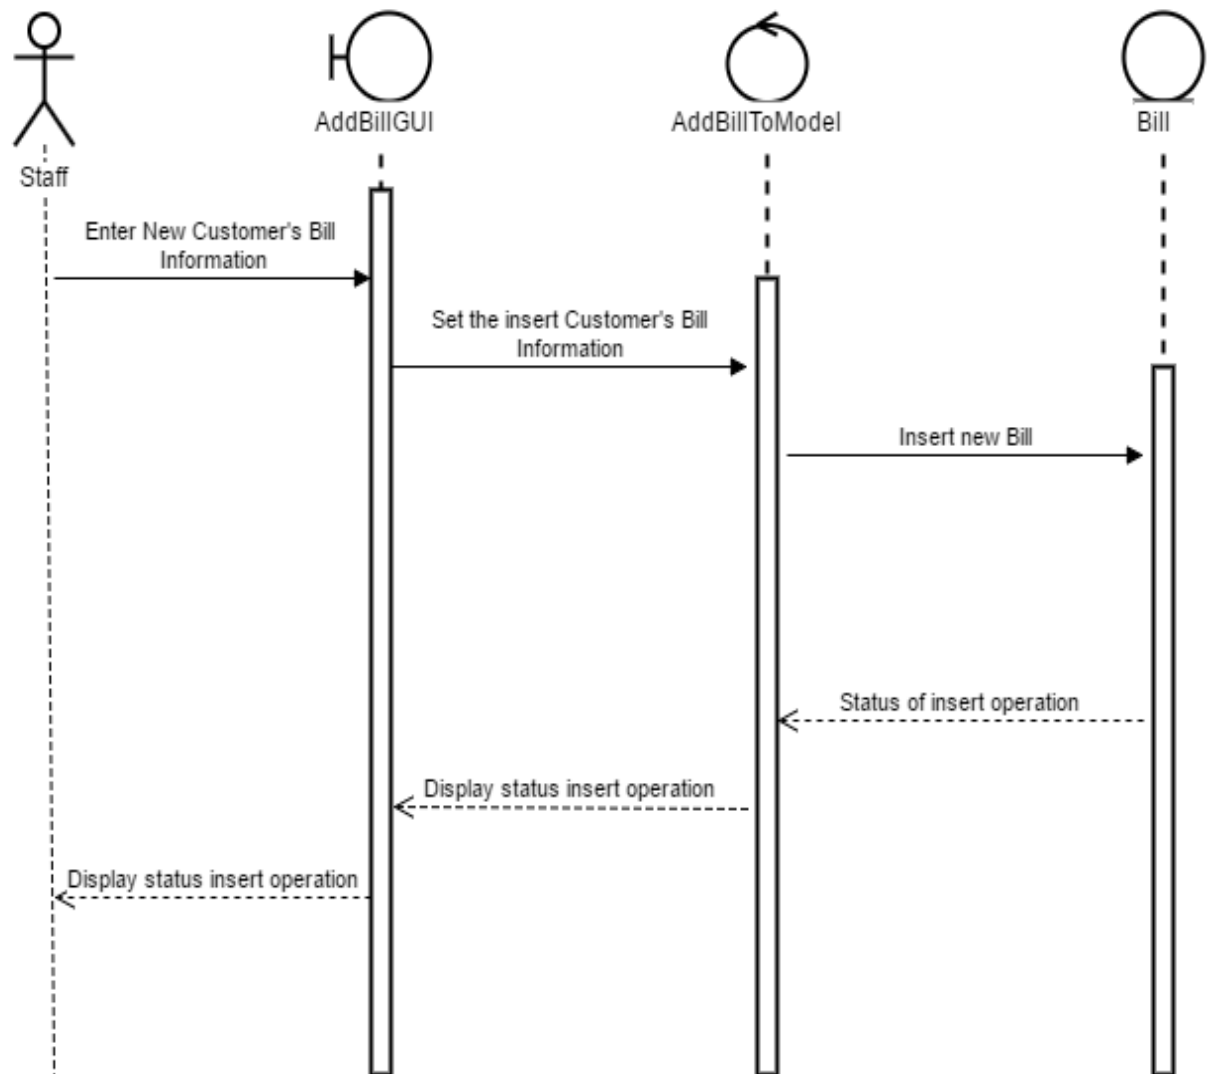 AddBillGUI
AddBillToModel
Bill
Staff
Enter New Customer's Bill
Information
Set the insert Customer's Bill
Information
Insert new Bill
Status of insert operation
Display status insert operation
Display status insert operation